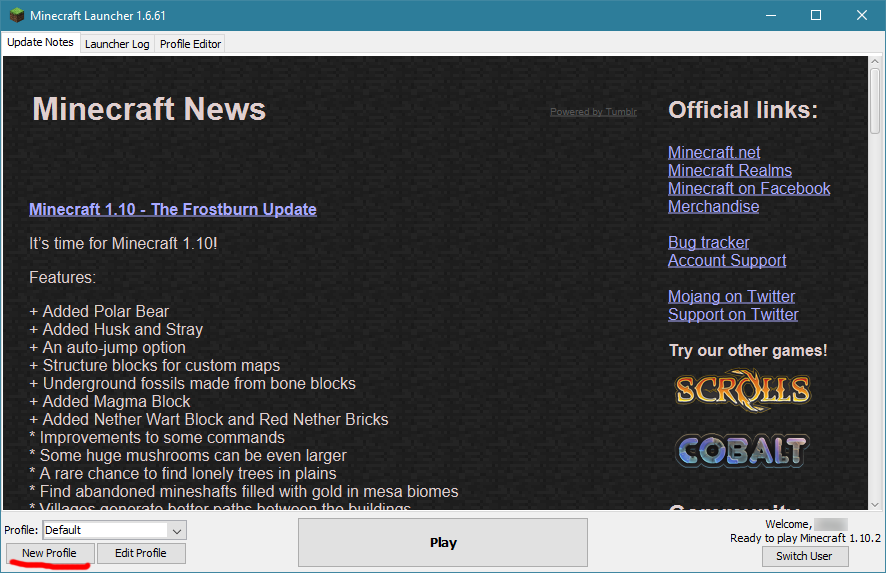 Minecraft Launcher 1.6.61
Update Notes Launcher Log Profile Editor
Minecraft News
Powered by Tumblr
Minecraft 1.10 - The Frostburn Update
It's time for Minecraft 1.10!
Features:
+ Added Polar Bear
+ Added Husk and Stray
+ An auto-jump option
+ Structure blocks for custom maps
+ Underground fossils made from bone blocks
+ Added Magma Block
+ Added Nether Wart Block and Red Nether Bricks
* Improvements to some commands
* Some huge mushrooms can be even larger
* A rare chance to find lonely trees in plains
* Find abandoned mineshafts filled with gold in mesa biomes
* Villages generate better paths between the buildings
Official links:
Minecraft.net
Minecraft Realms
Minecraft on Facebook
Merchandise
Bug tracker
Account Support
Mojang on Twitter
Support on Twitter
Try our other games!
SCROLLS
COBALT
Community
Profile: Default
New Profile Edit Profile
Play
Welcome,
Ready to play Minecraft 1.10.2
Switch User